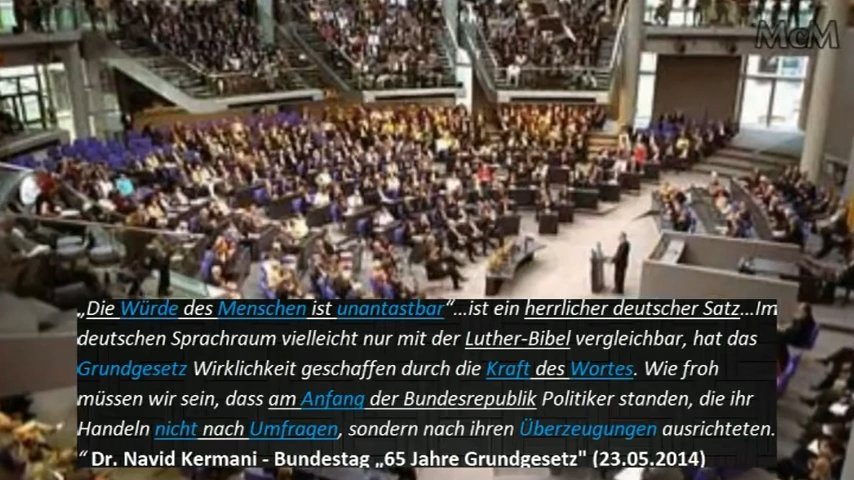 McM
„Die Würde des Menschen ist unantastbar“...ist ein herrlicher deutscher Satz...Im
deutschen Sprachraum vielleicht nur mit der Luther-Bibel vergleichbar, hat das
Grundgesetz Wirklichkeit geschaffen durch die Kraft des Wortes. Wie froh
müssen wir sein, dass am Anfang der Bundesrepublik Politiker standen, die ihr
Handeln nicht nach Umfragen, sondern nach ihren Überzeugungen ausrichteten.
“ Dr. Navid Kermani - Bundestag „65 Jahre Grundgesetz" (23.05.2014)